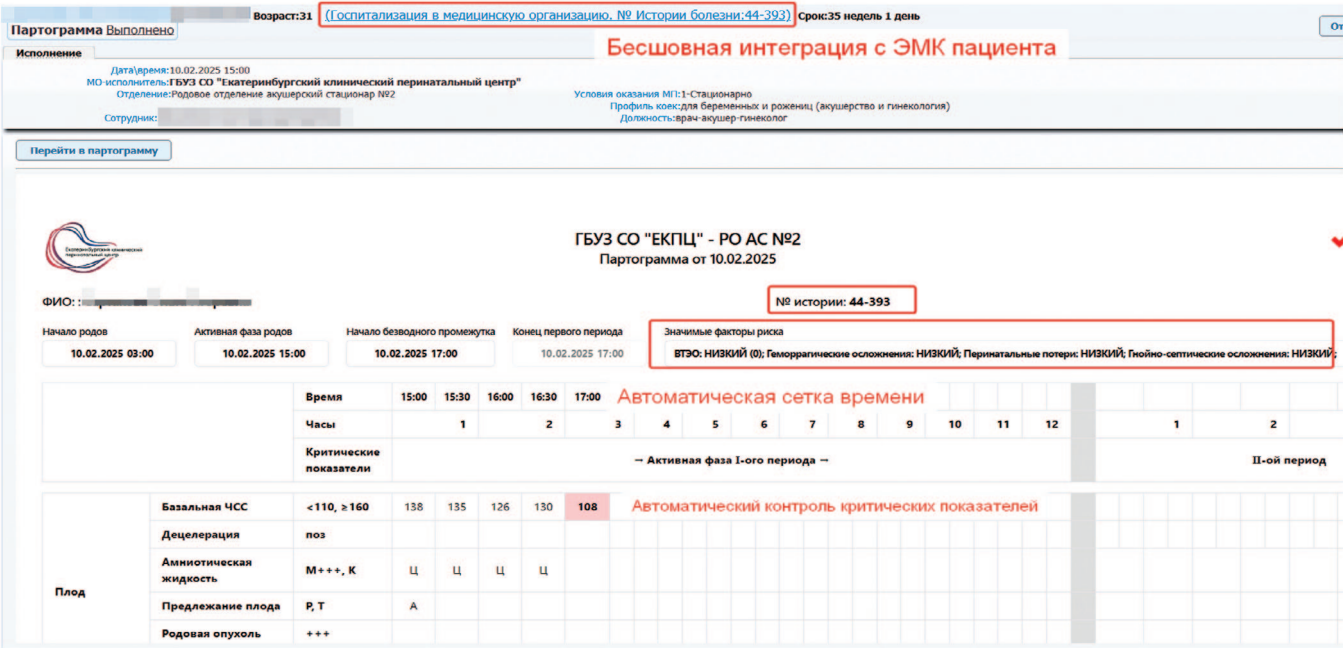 Возраст:31 (Госпитализация в медицинскую организацию. № Истории болезни:44-393) Срок:35 недель 1 день
От
Партограмма Выполнено
Бесшовная интеграция с ЭМК пациента
Исполнение
Дата\время:10.02.2025 15:00
МО-исполнитель:ГБУЗ СО "Екатеринбургский клинический перинатальный центр"
Отделение:Родовое отделение акушерский стационар №2
Условия оказания МП:1-Стационарно
Профиль коек:для беременных и рожениц (акушерство и гинекология)
Сотрудник:
Должность:врач-акушер-гинеколог
Перейти в партограмму
Екатеринбургский клинический
перинатальный центр
ГБУЗ СО "ЕКПЦ" - РО АС №2
Партограмма от 10.02.2025
ФИО: :
№ истории: 44-393
Начало родов Активная фаза родов Начало безводного промежутка Конец первого периода Значимые факторы риска
10.02.2025 03:00 10.02.2025 15:00 10.02.2025 17:00 10.02.2025 17:00 ВТЭО: НИЗКИЙ (0); Геморрагические осложнения: НИЗКИЙ; Перинатальные потери: НИЗКИЙ; Гнойно-септические осложнения: НИЗКИЙ;
Время 15:00 15:30 16:00 16:30 17:00 Автоматическая сетка времени
Часы 1 2 3 4 5 6 7 8 9 10 11 12 1 2
Критические
показатели
— Активная фаза I-ого периода —
II-ой период
Базальная ЧСС <110, ≥160 138 135 126 130 108 Автоматический контроль критических показателей
Децелерация поз
Амниотическая
жидкость
М+++, К Ц Ц Ц Ц
Плод
Предлежание плода Р, Т А
Родовая опухоль +++